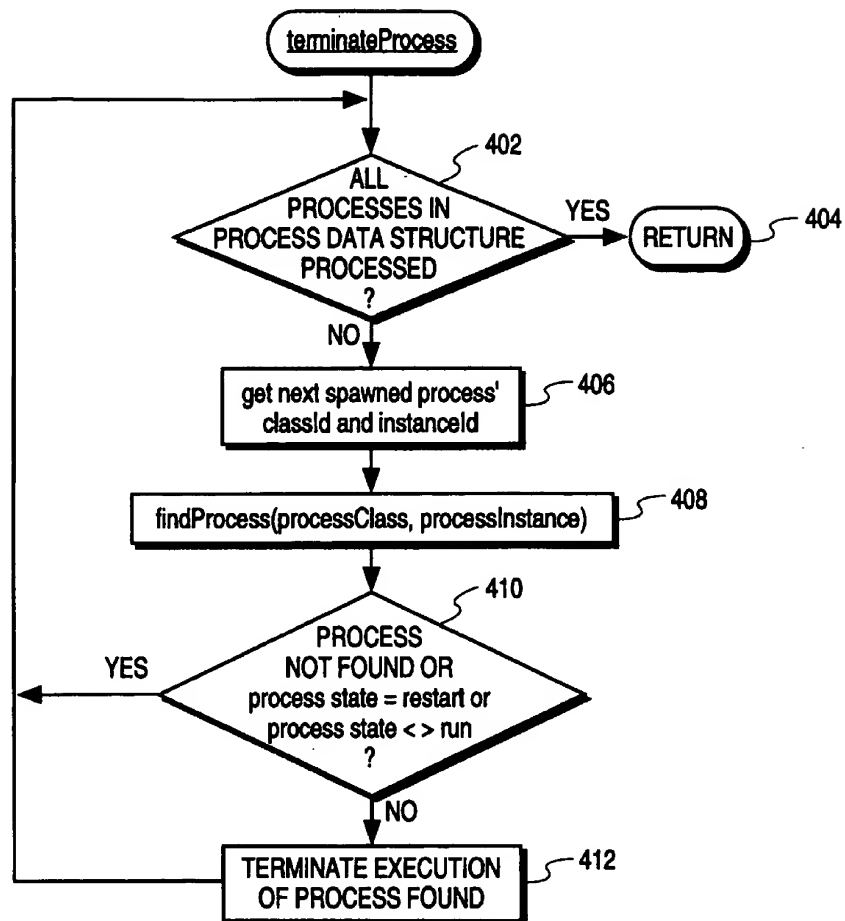 terminateProcess
402
ALL
PROCESSES IN
PROCESS DATA STRUCTURE
PROCESSED
?
YES
RETURN
404
NO
get next spawned process'
classId and instanceId
406
findProcess(processClass, processInstance)
408
410
PROCESS
NOT FOUND OR
process state = restart or
process state < > run
?
YES
NO
TERMINATE EXECUTION
OF PROCESS FOUND
412